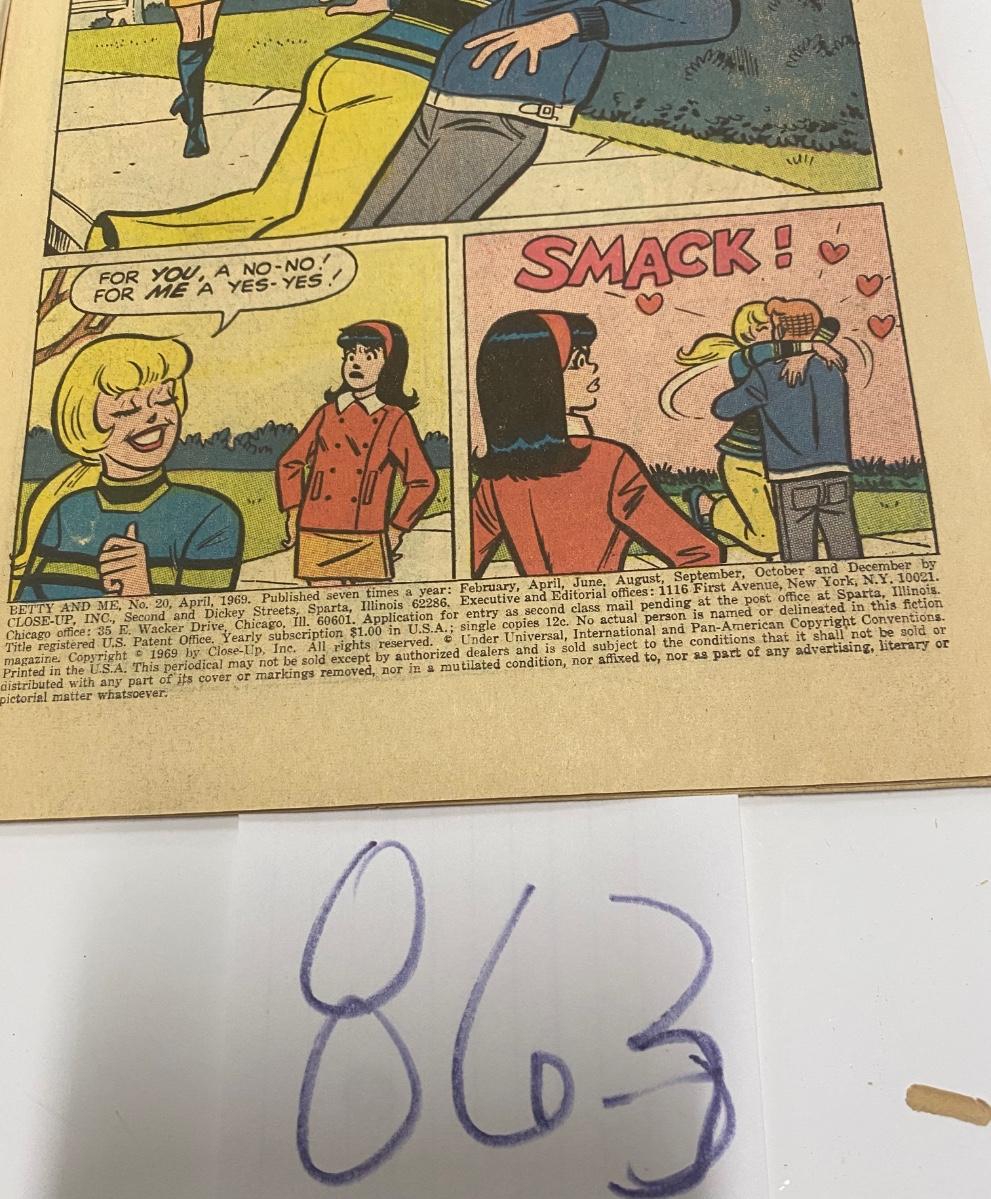 FOR YOU, A NO-NO!
FOR ME A YES-YES!
SMACK!
BETTY AND ME, No. 20, April, 1969. Published seven times a year: February, April, June, August, September, October and December by
CLOSE-UP, INC., Second and Dickey Streets, Sparta, Illinois 62286. Executive and Editorial offices: 1116 First Avenue, New York, N.Y. 10021.
Chicago office: 35 E. Wacker Drive, Chicago, Ill. 60601. Application for entry as second class mail pending at the post office at Sparta, Illinois.
Title registered U.S. Patent Office. Yearly subscription $1.00 in U.S.A.; single copies 12c. No actual person is named or delineated in this fiction
magazine. Copyright © 1969 by Close-Up, Inc. All rights reserved. © Under Universal, International and Pan-American Copyright Conventions.
Printed in the U.S.A. This periodical may not be sold except by authorized dealers and is sold subject to the conditions that it shall not be sold or
distributed with any part of its cover or markings removed, nor in a mutilated condition, nor affixed to, nor as part of any advertising, literary or
pictorial matter whatsoever.
863